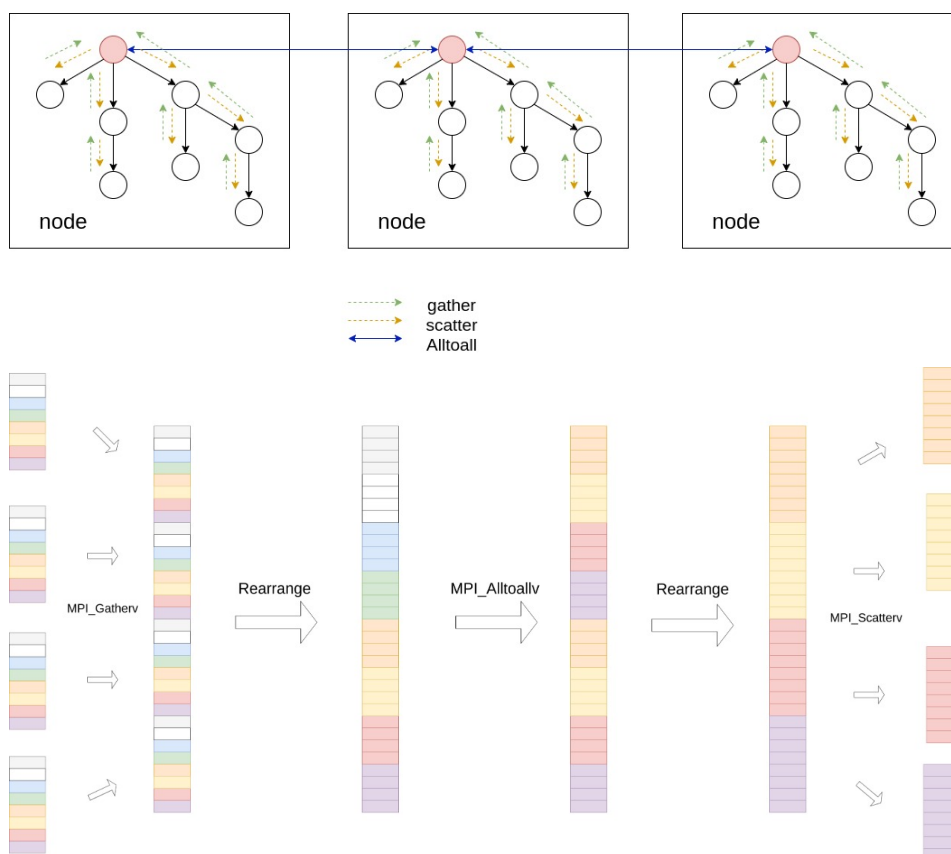 node
node
node
gather
scatter
Alltoall
MPI_Gatherv
Rearrange
MPI_Alltoallv
Rearrange
MPI_Scatterv